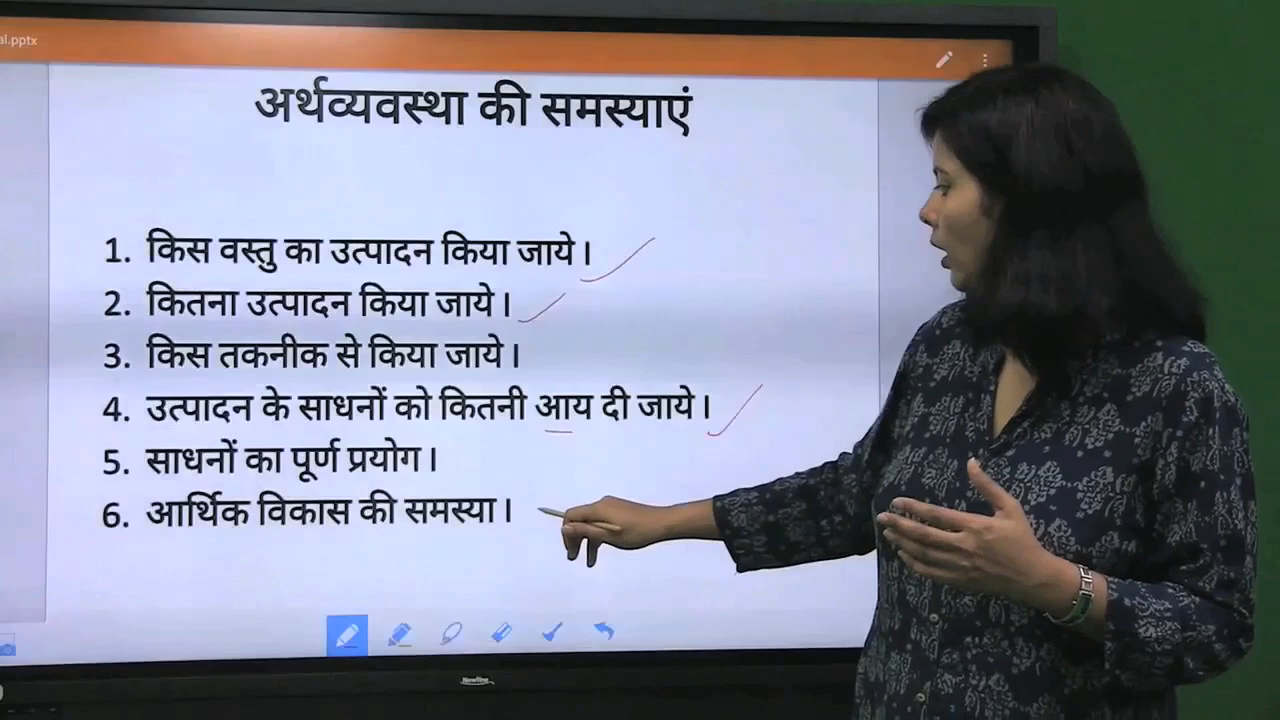 al.pptx
अर्थव्यवस्था की समस्याएं
1. किस वस्तु का उत्पादन किया जाये।
2. कितना उत्पादन किया जाये।
3. किस तकनीक से किया जाये।
4. उत्पादन के साधनों को कितनी आय दी जाये।
5. साधनों का पूर्ण प्रयोग।
6. आर्थिक विकास की समस्या।
Newline